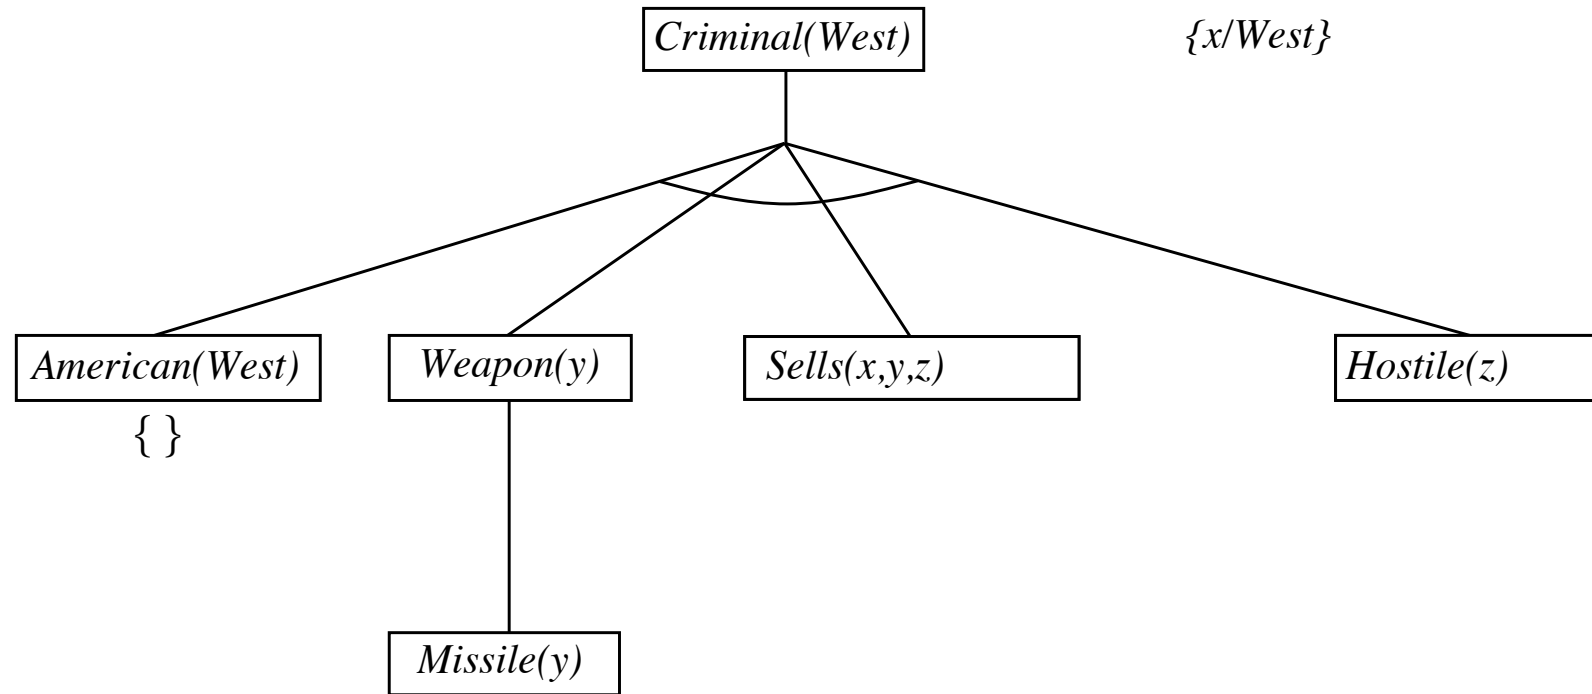 Criminal(West)
{x/West}
American(West)
Weapon(y)
Sells(x,y,z)
Hostile(z)
{ }
Missile(y)